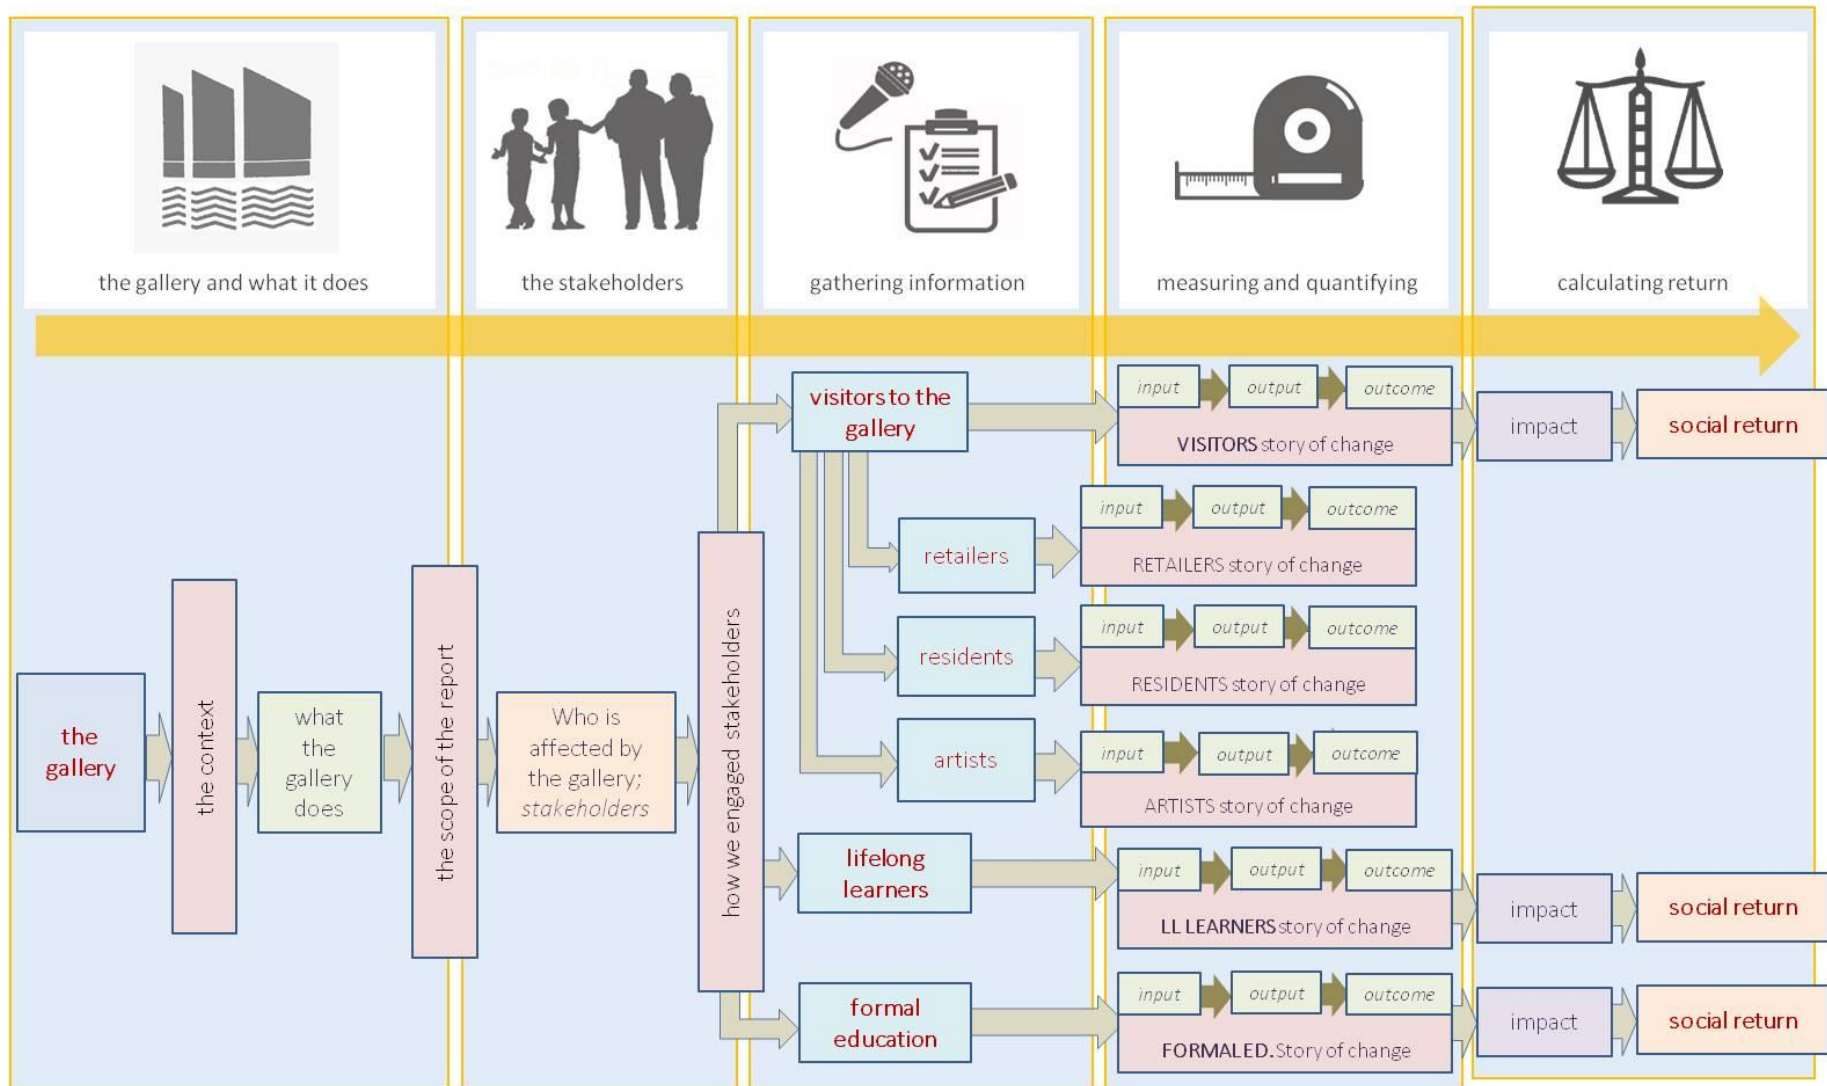 the gallery and what it does
the stakeholders
gathering information
measuring and quantifying
calculating return
the
gallery
the context
what
the
gallery
does
the scope of the report
Who is
affected by
the gallery;
stakeholders
how we engaged stakeholders
visitors to the
gallery
input
output
outcome
VISITORS story of change
impact
social return
retailers
input
output
outcome
RETAILERS story of change
residents
input
output
outcome
RESIDENTS story of change
artists
input
output
outcome
ARTISTS story of change
lifelong
learners
input
output
outcome
LL LEARNERS story of change
impact
social return
formal
education
input
output
outcome
FORMALED. Story of change
impact
social return